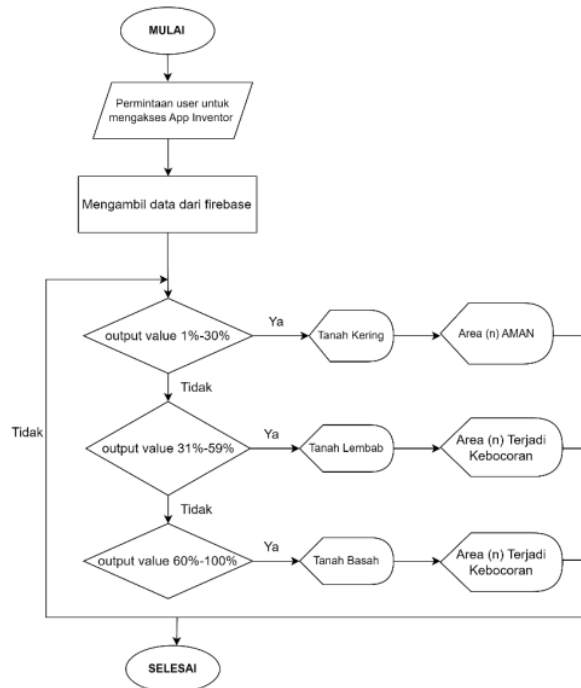 MULAI
Permintaan user untuk
mengakses App Inventor
Mengambil data dari firebase
output value 1%-30%
Ya
Tanah Kering
Area (n) AMAN
Tidak
Tidak
output value 31%-59%
Ya
Tanah Lembab
Area (n) Terjadi
Kebocoran
Tidak
output value 60%-100%
Ya
Tanah Basah
Area (n) Terjadi
Kebocoran
SELESAI